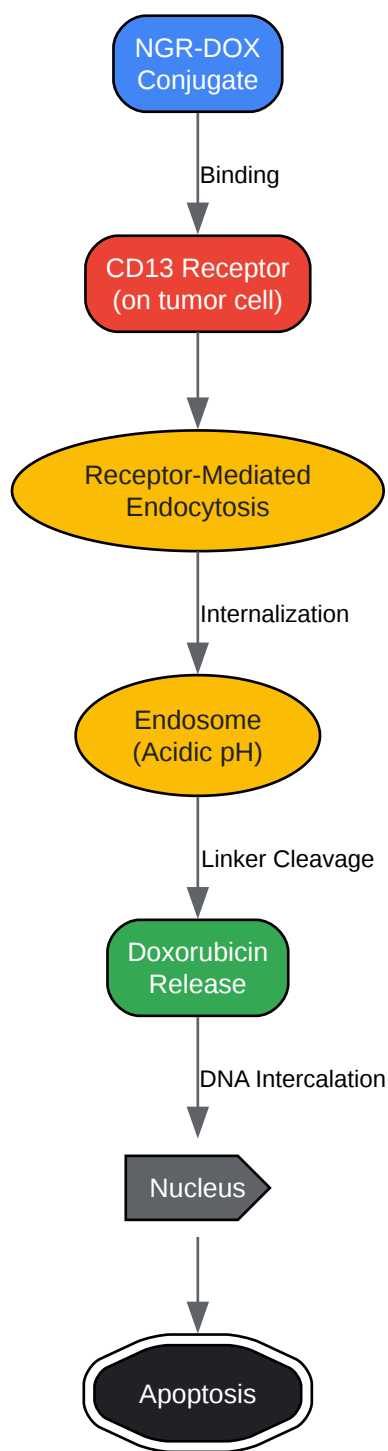 NGR-DOX
Conjugate
Binding
CD13 Receptor
(on tumor cell)
Receptor-Mediated
Endocytosis
Internalization
Endosome
(Acidic pH)
Linker Cleavage
Doxorubicin
Release
DNA Intercalation
Nucleus
Apoptosis